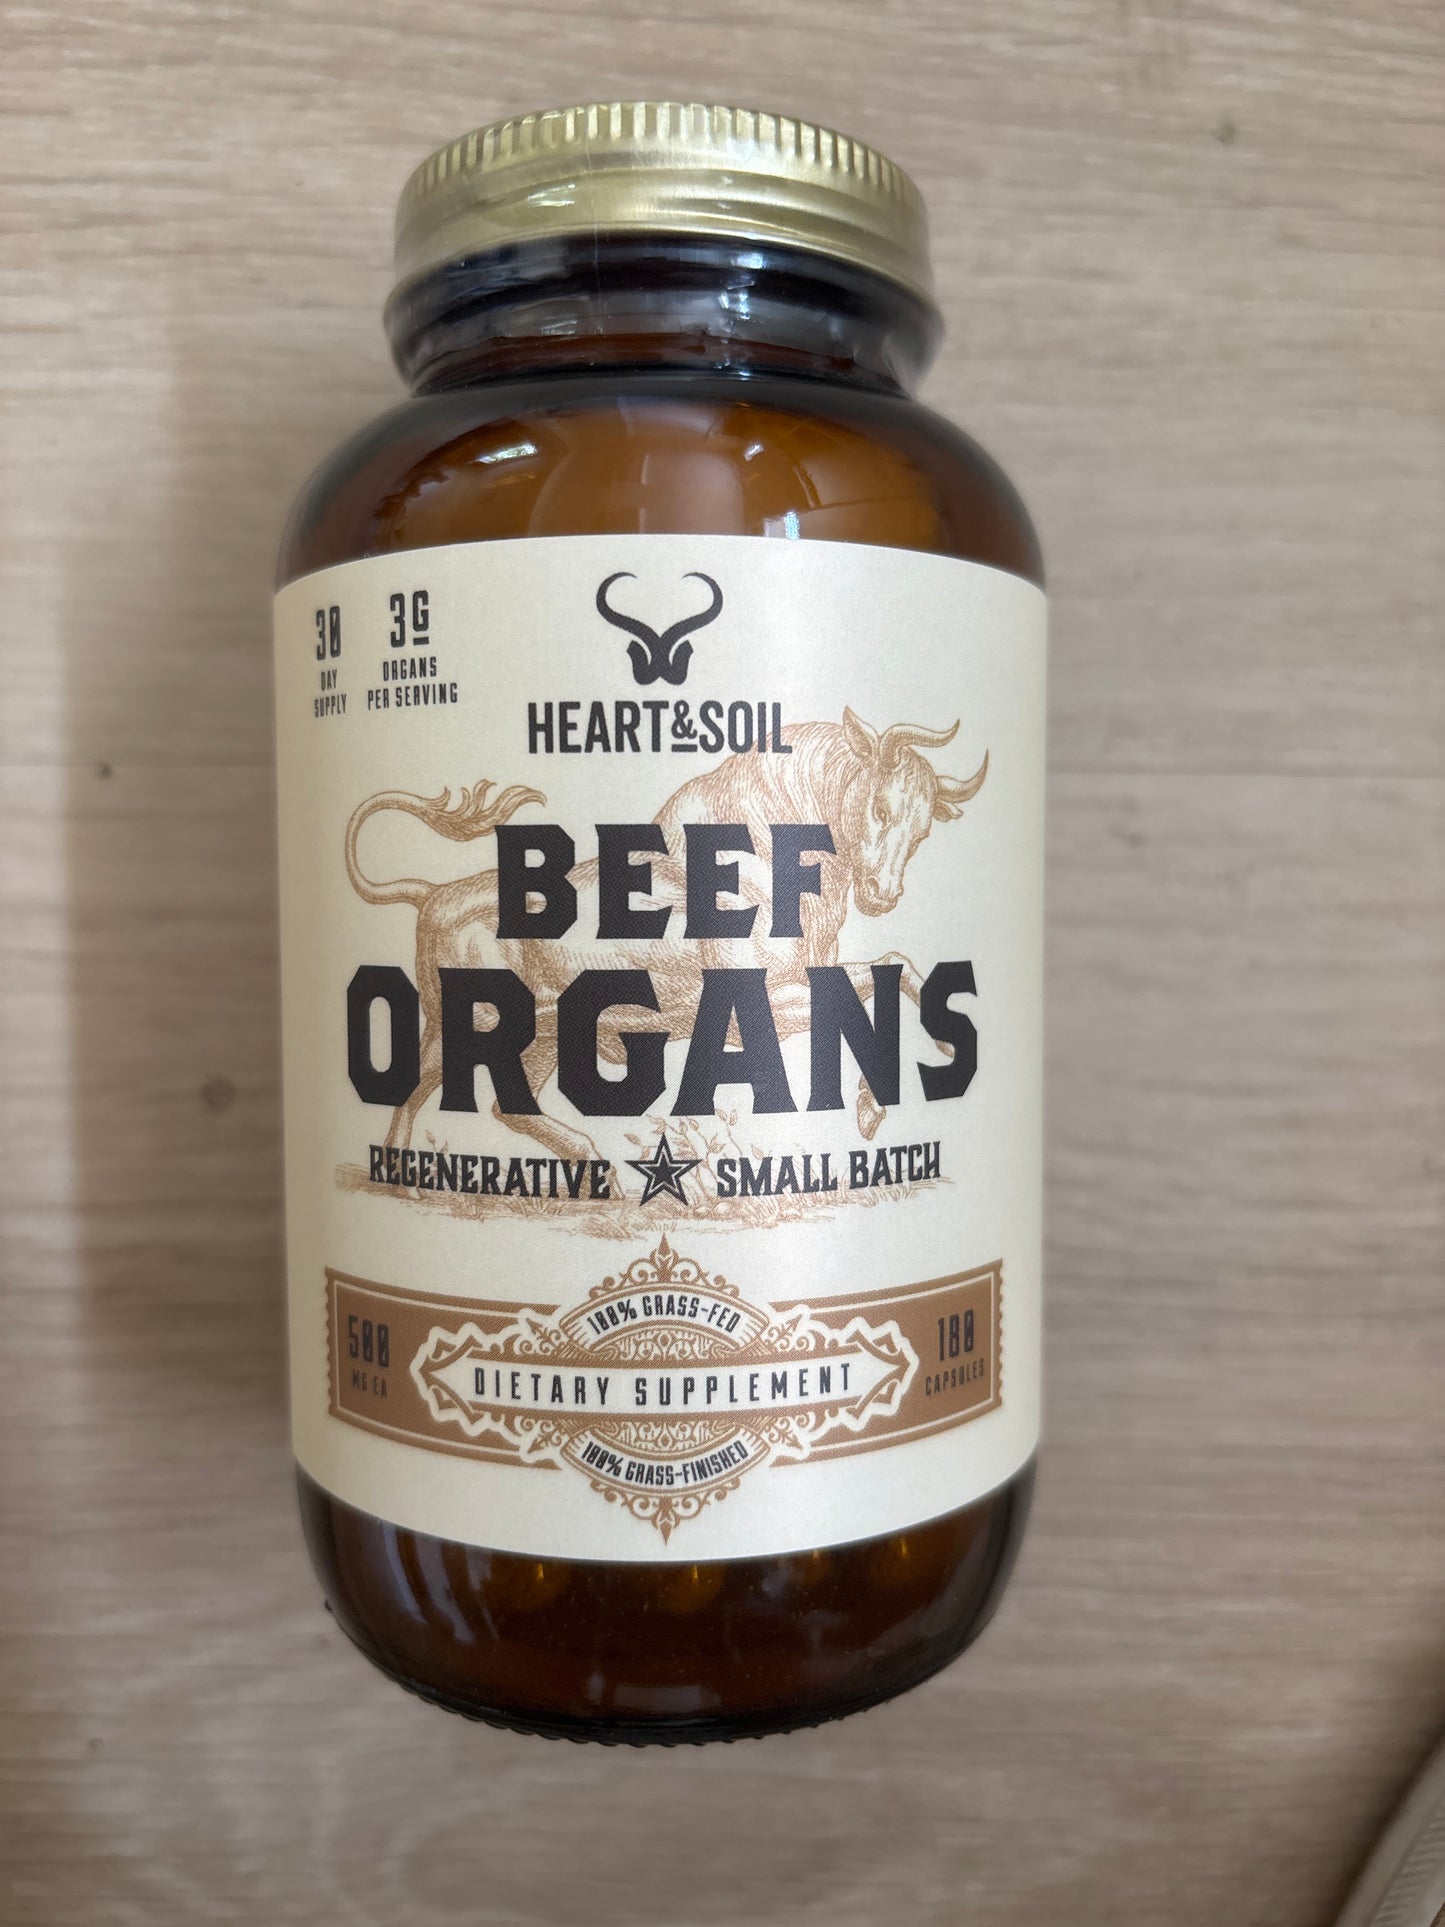 30
DAY
SUPPLY
3G
ORGANS
PER SERVING
HEART&SOIL
BEEF
ORGANS
REGENERATIVE SMALL BATCH
100% GRASS-FED
500
MG EA
DIETARY SUPPLEMENT
180
CAPSULES
100% GRASS-FINISHED